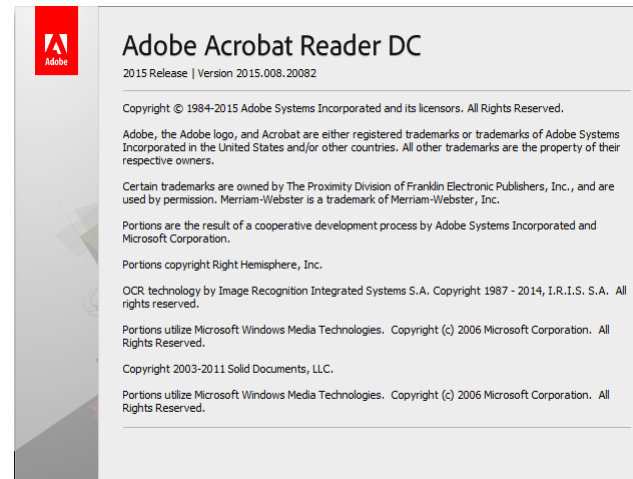 Adobe
Adobe Acrobat Reader DC
2015 Release | Version 2015.008.20082
Copyright © 1984-2015 Adobe Systems Incorporated and its licensors. All Rights Reserved.
Adobe, the Adobe logo, and Acrobat are either registered trademarks or trademarks of Adobe Systems
Incorporated in the United States and/or other countries. All other trademarks are the property of their
respective owners.
Certain trademarks are owned by The Proximity Division of Franklin Electronic Publishers, Inc., and are
used by permission. Merriam-Webster is a trademark of Merriam-Webster, Inc.
Portions are the result of a cooperative development process by Adobe Systems Incorporated and
Microsoft Corporation.
Portions copyright Right Hemisphere, Inc.
OCR technology by Image Recognition Integrated Systems S.A. Copyright 1987 - 2014, I.R.I.S. S.A.  All
rights reserved.
Portions utilize Microsoft Windows Media Technologies.  Copyright (c) 2006 Microsoft Corporation.  All
Rights Reserved.
Copyright 2003-2011 Solid Documents, LLC.
Portions utilize Microsoft Windows Media Technologies.  Copyright (c) 2006 Microsoft Corporation.  All
Rights Reserved.